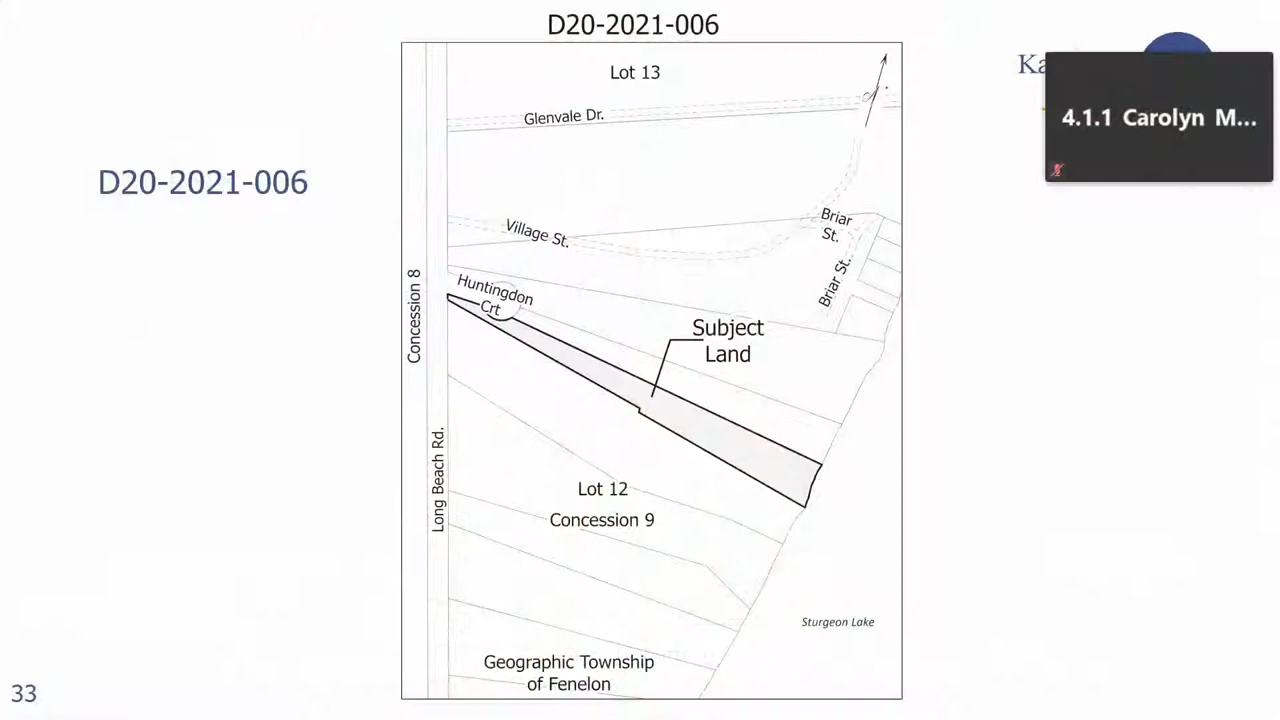 D20-2021-006
Lot 13
Ka
4.1.1 Carolyn M...
Glenvale Dr.
D20-2021-006
Briar
St.
Village St.
Briar St.
Huntingdon
Crt
Concession 8
Subject
Land
Long Beach Rd.
Lot 12
Concession 9
Sturgeon Lake
Geographic Township
of Fenelon
33